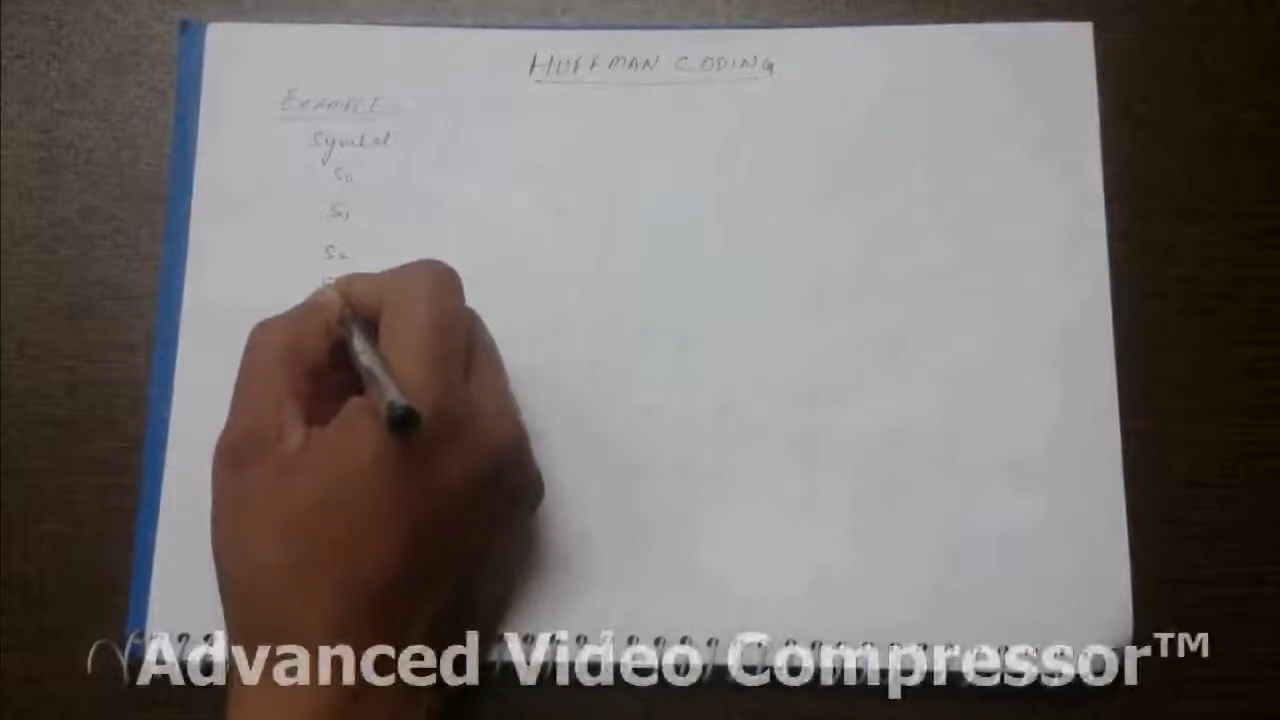 HUFFMAN CODING
EXAMPLE
Symbol
S₀
S₁
S₂
Advanced Video Compressor™